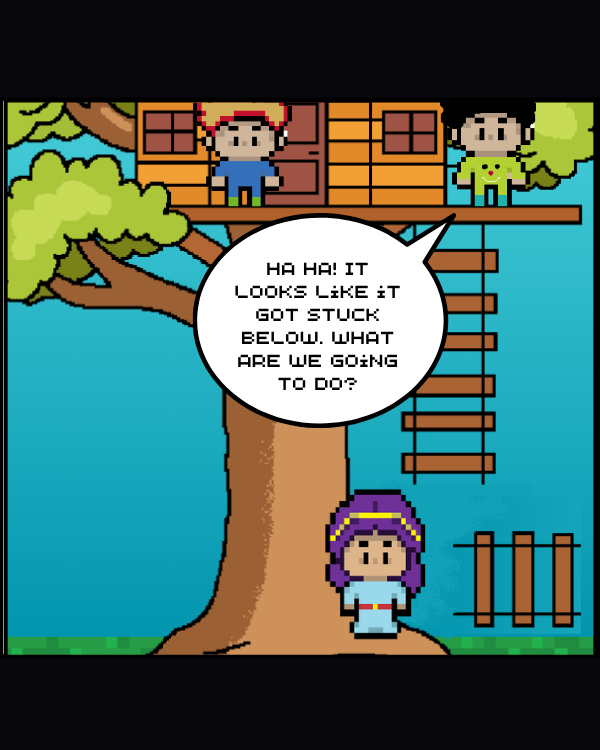 HA HA! IT
LOOKS LiKE iT
GOT STUCK
BELOW. WHAT
ARE WE GOiNG
TO DO?